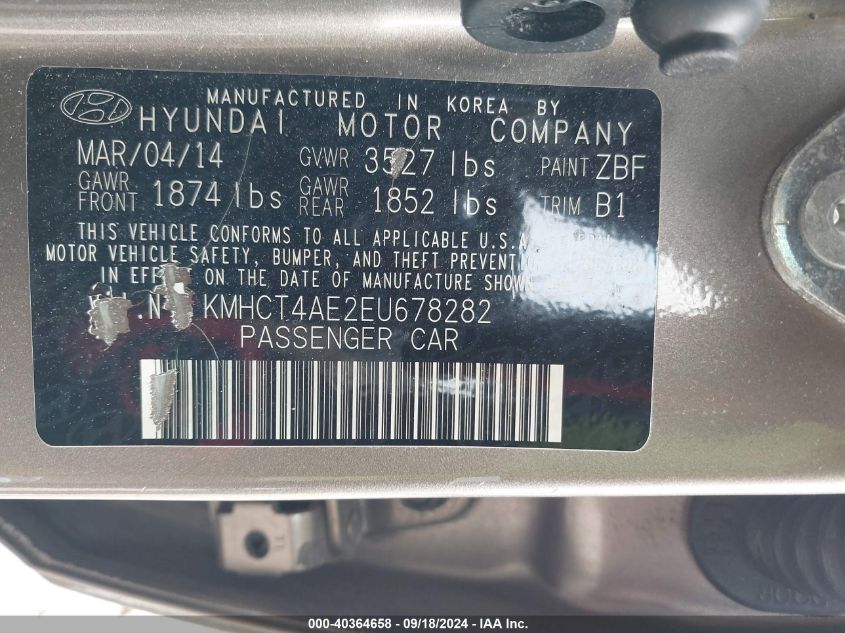 MANUFACTURED IN KOREA BY
HYUNDAI MOTOR COMPANY
MAR/04/14 GVWR 3527 lbs PAINT ZBF
GAWR FRONT 1874 lbs GAWR REAR 1852 lbs TRIM B1
THIS VEHICLE CONFORMS TO ALL APPLICABLE U.S.A.
MOTOR VEHICLE SAFETY, BUMPER, AND THEFT PREVENTION
IN EFFECT ON THE DATE OF MANUFACTURE SHOWN
KMHCT4AE2EU678282
PASSENGER CAR
000-40364658 - 09/18/2024 - IAA Inc.